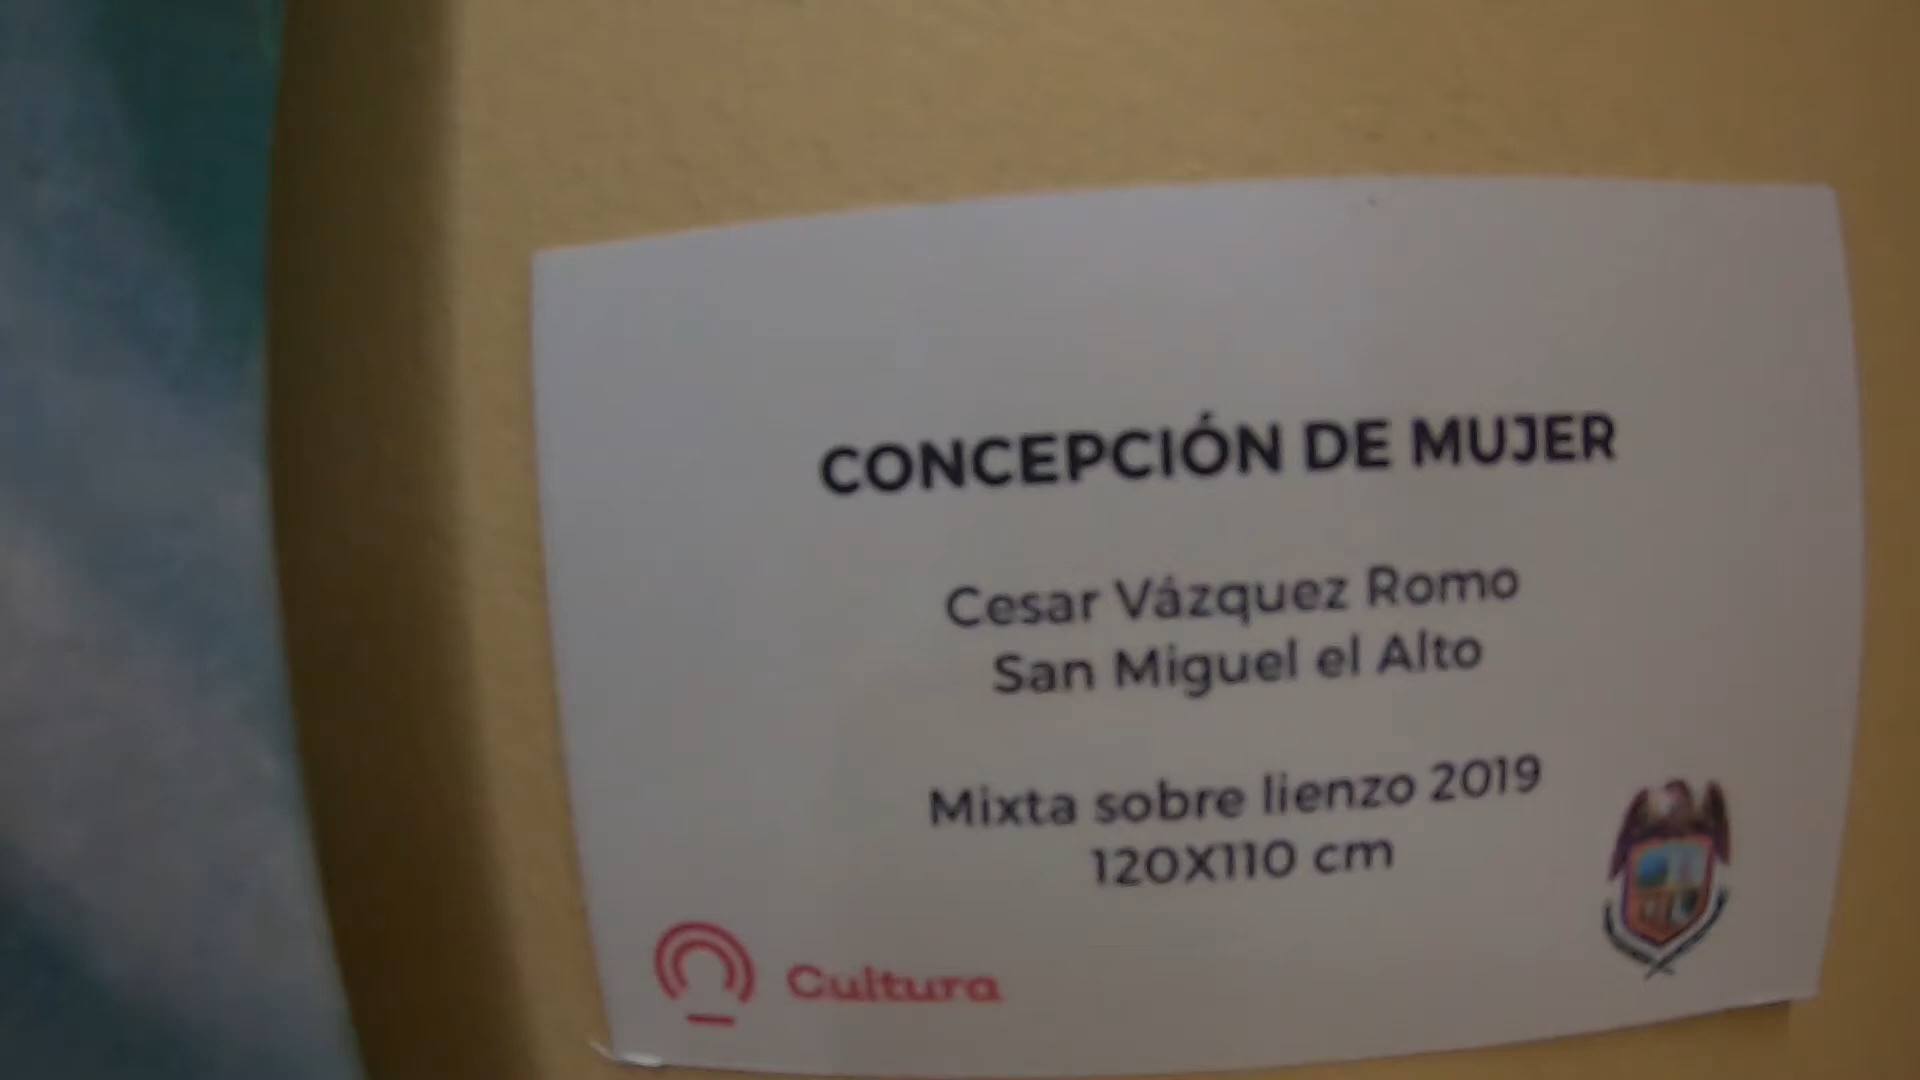 CONCEPCIÓN DE MUJER
Cesar Vázquez Romo
San Miguel el Alto
Mixta sobre lienzo 2019
120X110 cm
Cultura